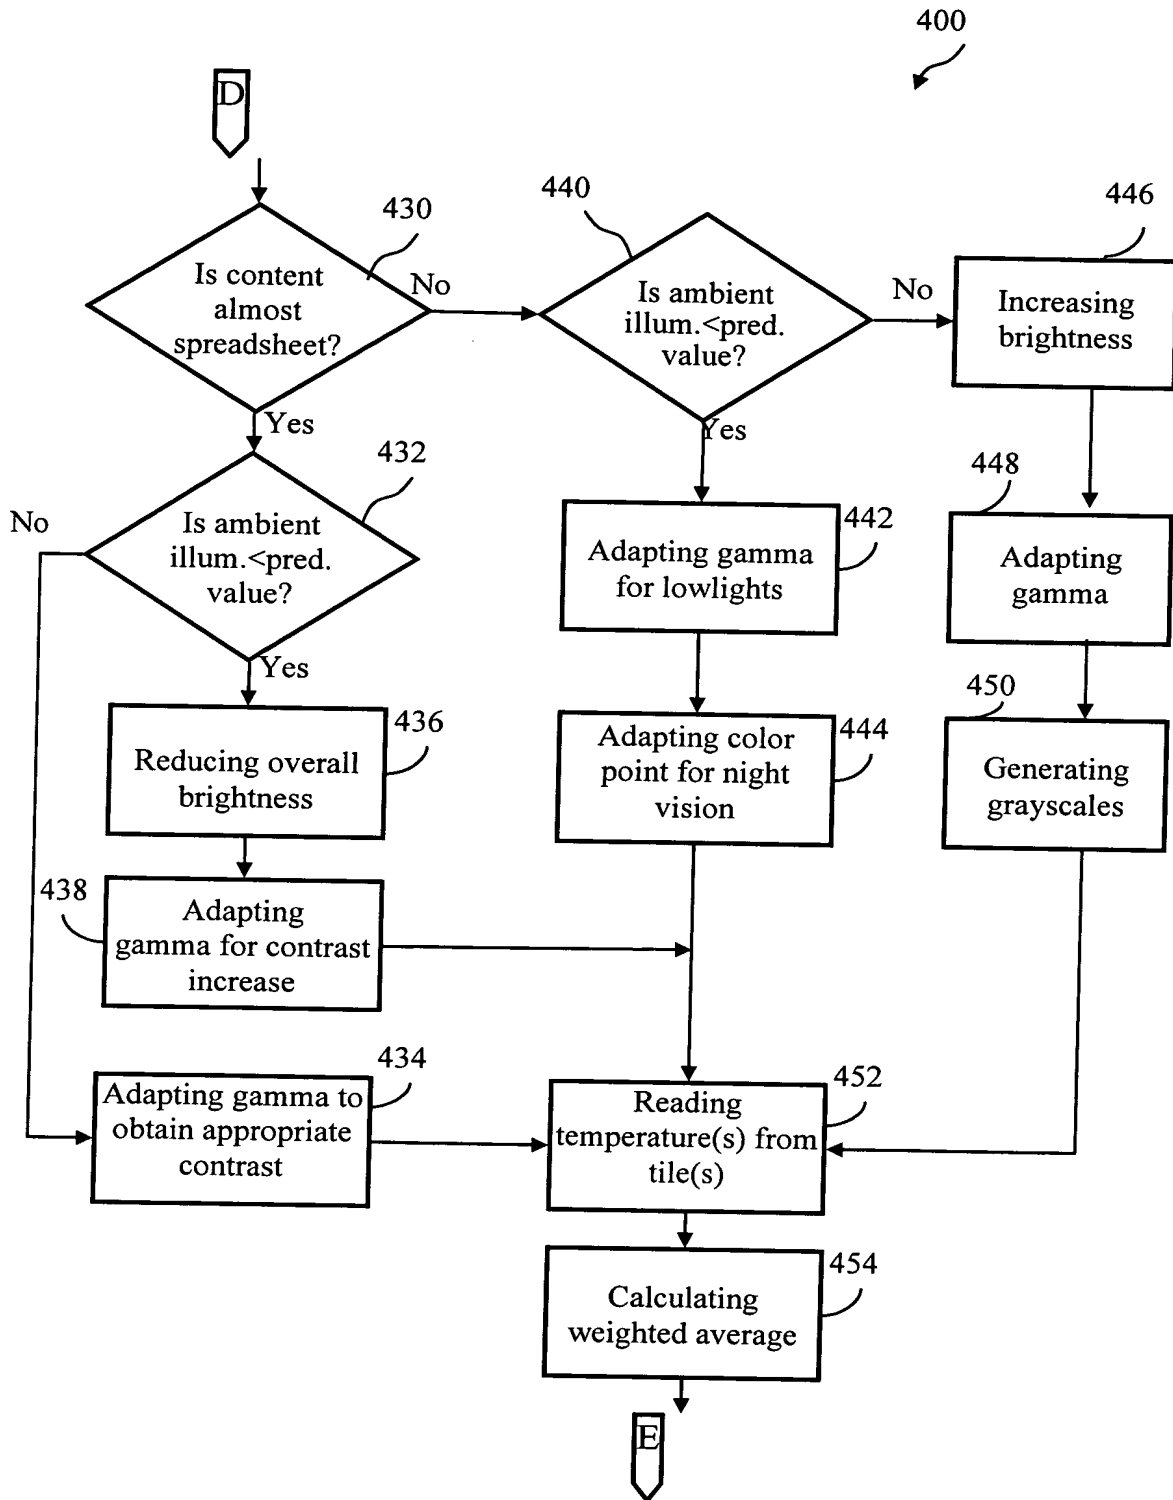 400
D
430
Is content
almost
spreadsheet?
No
Yes
440
Is ambient
illum.<pred.
value?
No
Yes
446
Increasing
brightness
432
Is ambient
illum.<pred.
value?
No
Yes
442
Adapting gamma
for lowlights
448
Adapting
gamma
436
Reducing overall
brightness
444
Adapting color
point for night
vision
450
Generating
grayscales
438
Adapting
gamma for contrast
increase
434
Adapting gamma to
obtain appropriate
contrast
452
Reading
temperature(s) from
tile(s)
454
Calculating
weighted average
E